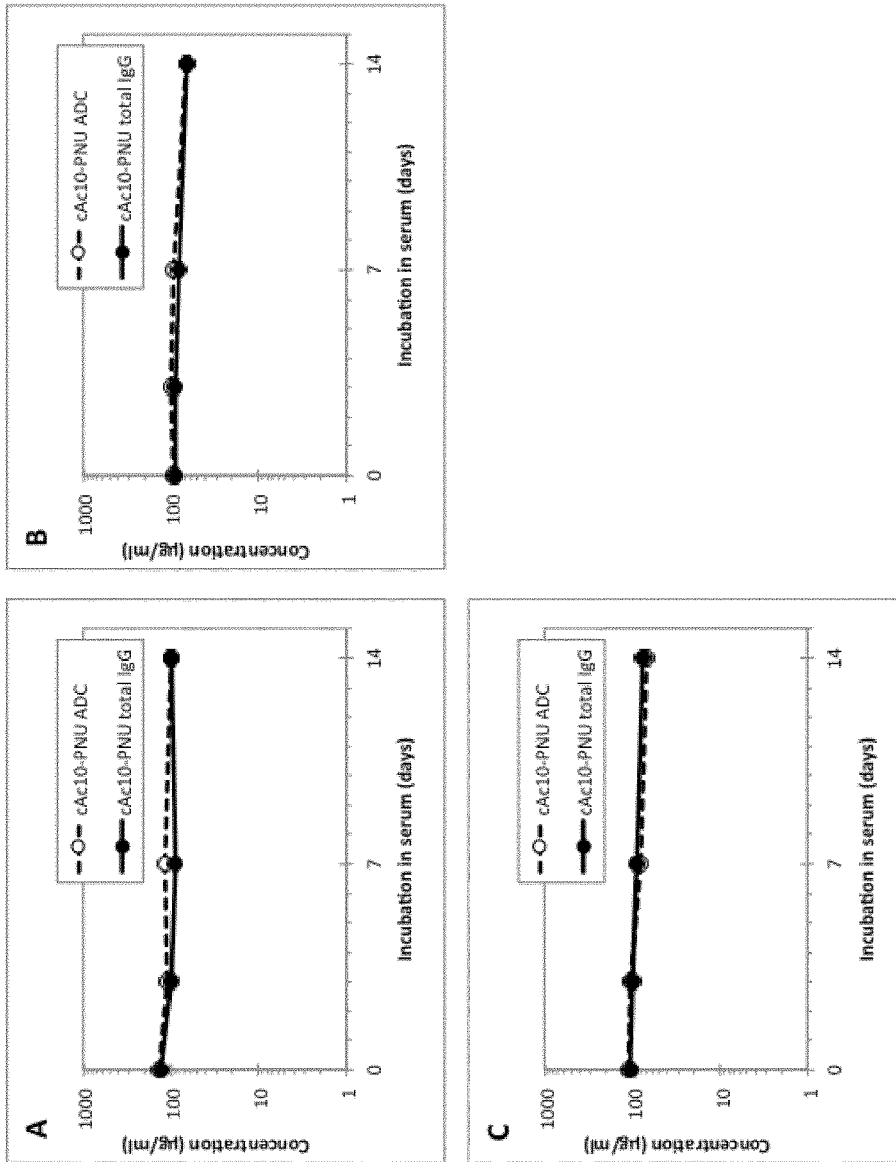 A
1000
100
10
1
Concentration (µg/ml)
cAc10-PNU ADC
cAc10-PNU total IgG
0
7
14
Incubation in serum (days)
B
1000
100
10
1
Concentration (µg/ml)
cAc10-PNU ADC
cAc10-PNU total IgG
0
7
14
Incubation in serum (days)
C
1000
100
10
1
Concentration (µg/ml)
cAc10-PNU ADC
cAc10-PNU total IgG
0
7
14
Incubation in serum (days)